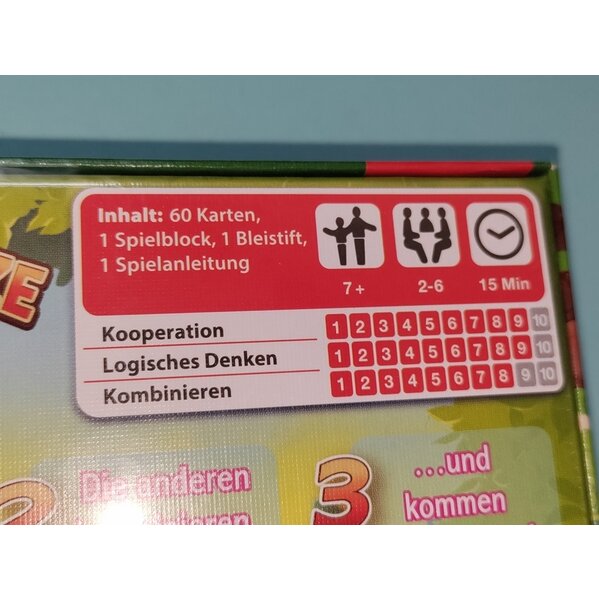 Inhalt: 60 Karten,
1 Spielblock, 1 Bleistift,
1 Spielanleitung
7+
2-6
15 Min
Kooperation 1 2 3 4 5 6 7 8 9 10
Logisches Denken 1 2 3 4 5 6 7 8 9 10
Kombinieren 1 2 3 4 5 6 7 8 9 10
ZE
2
Die anderen
3
...und
kommen